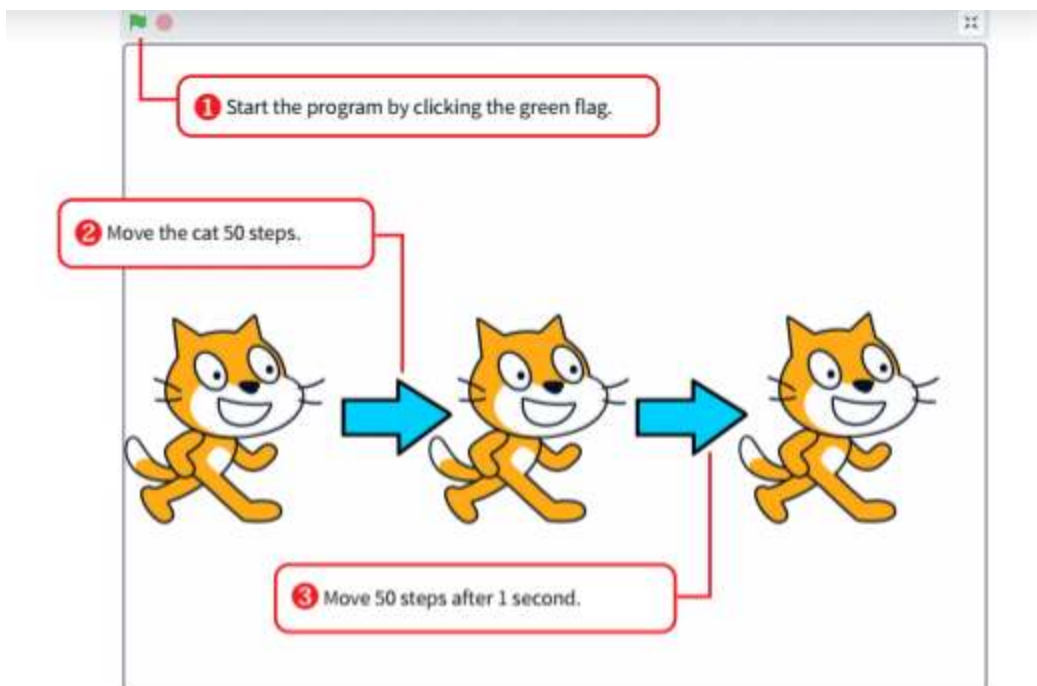 ❶ Start the program by clicking the green flag.
❷ Move the cat 50 steps.
❸ Move 50 steps after 1 second.